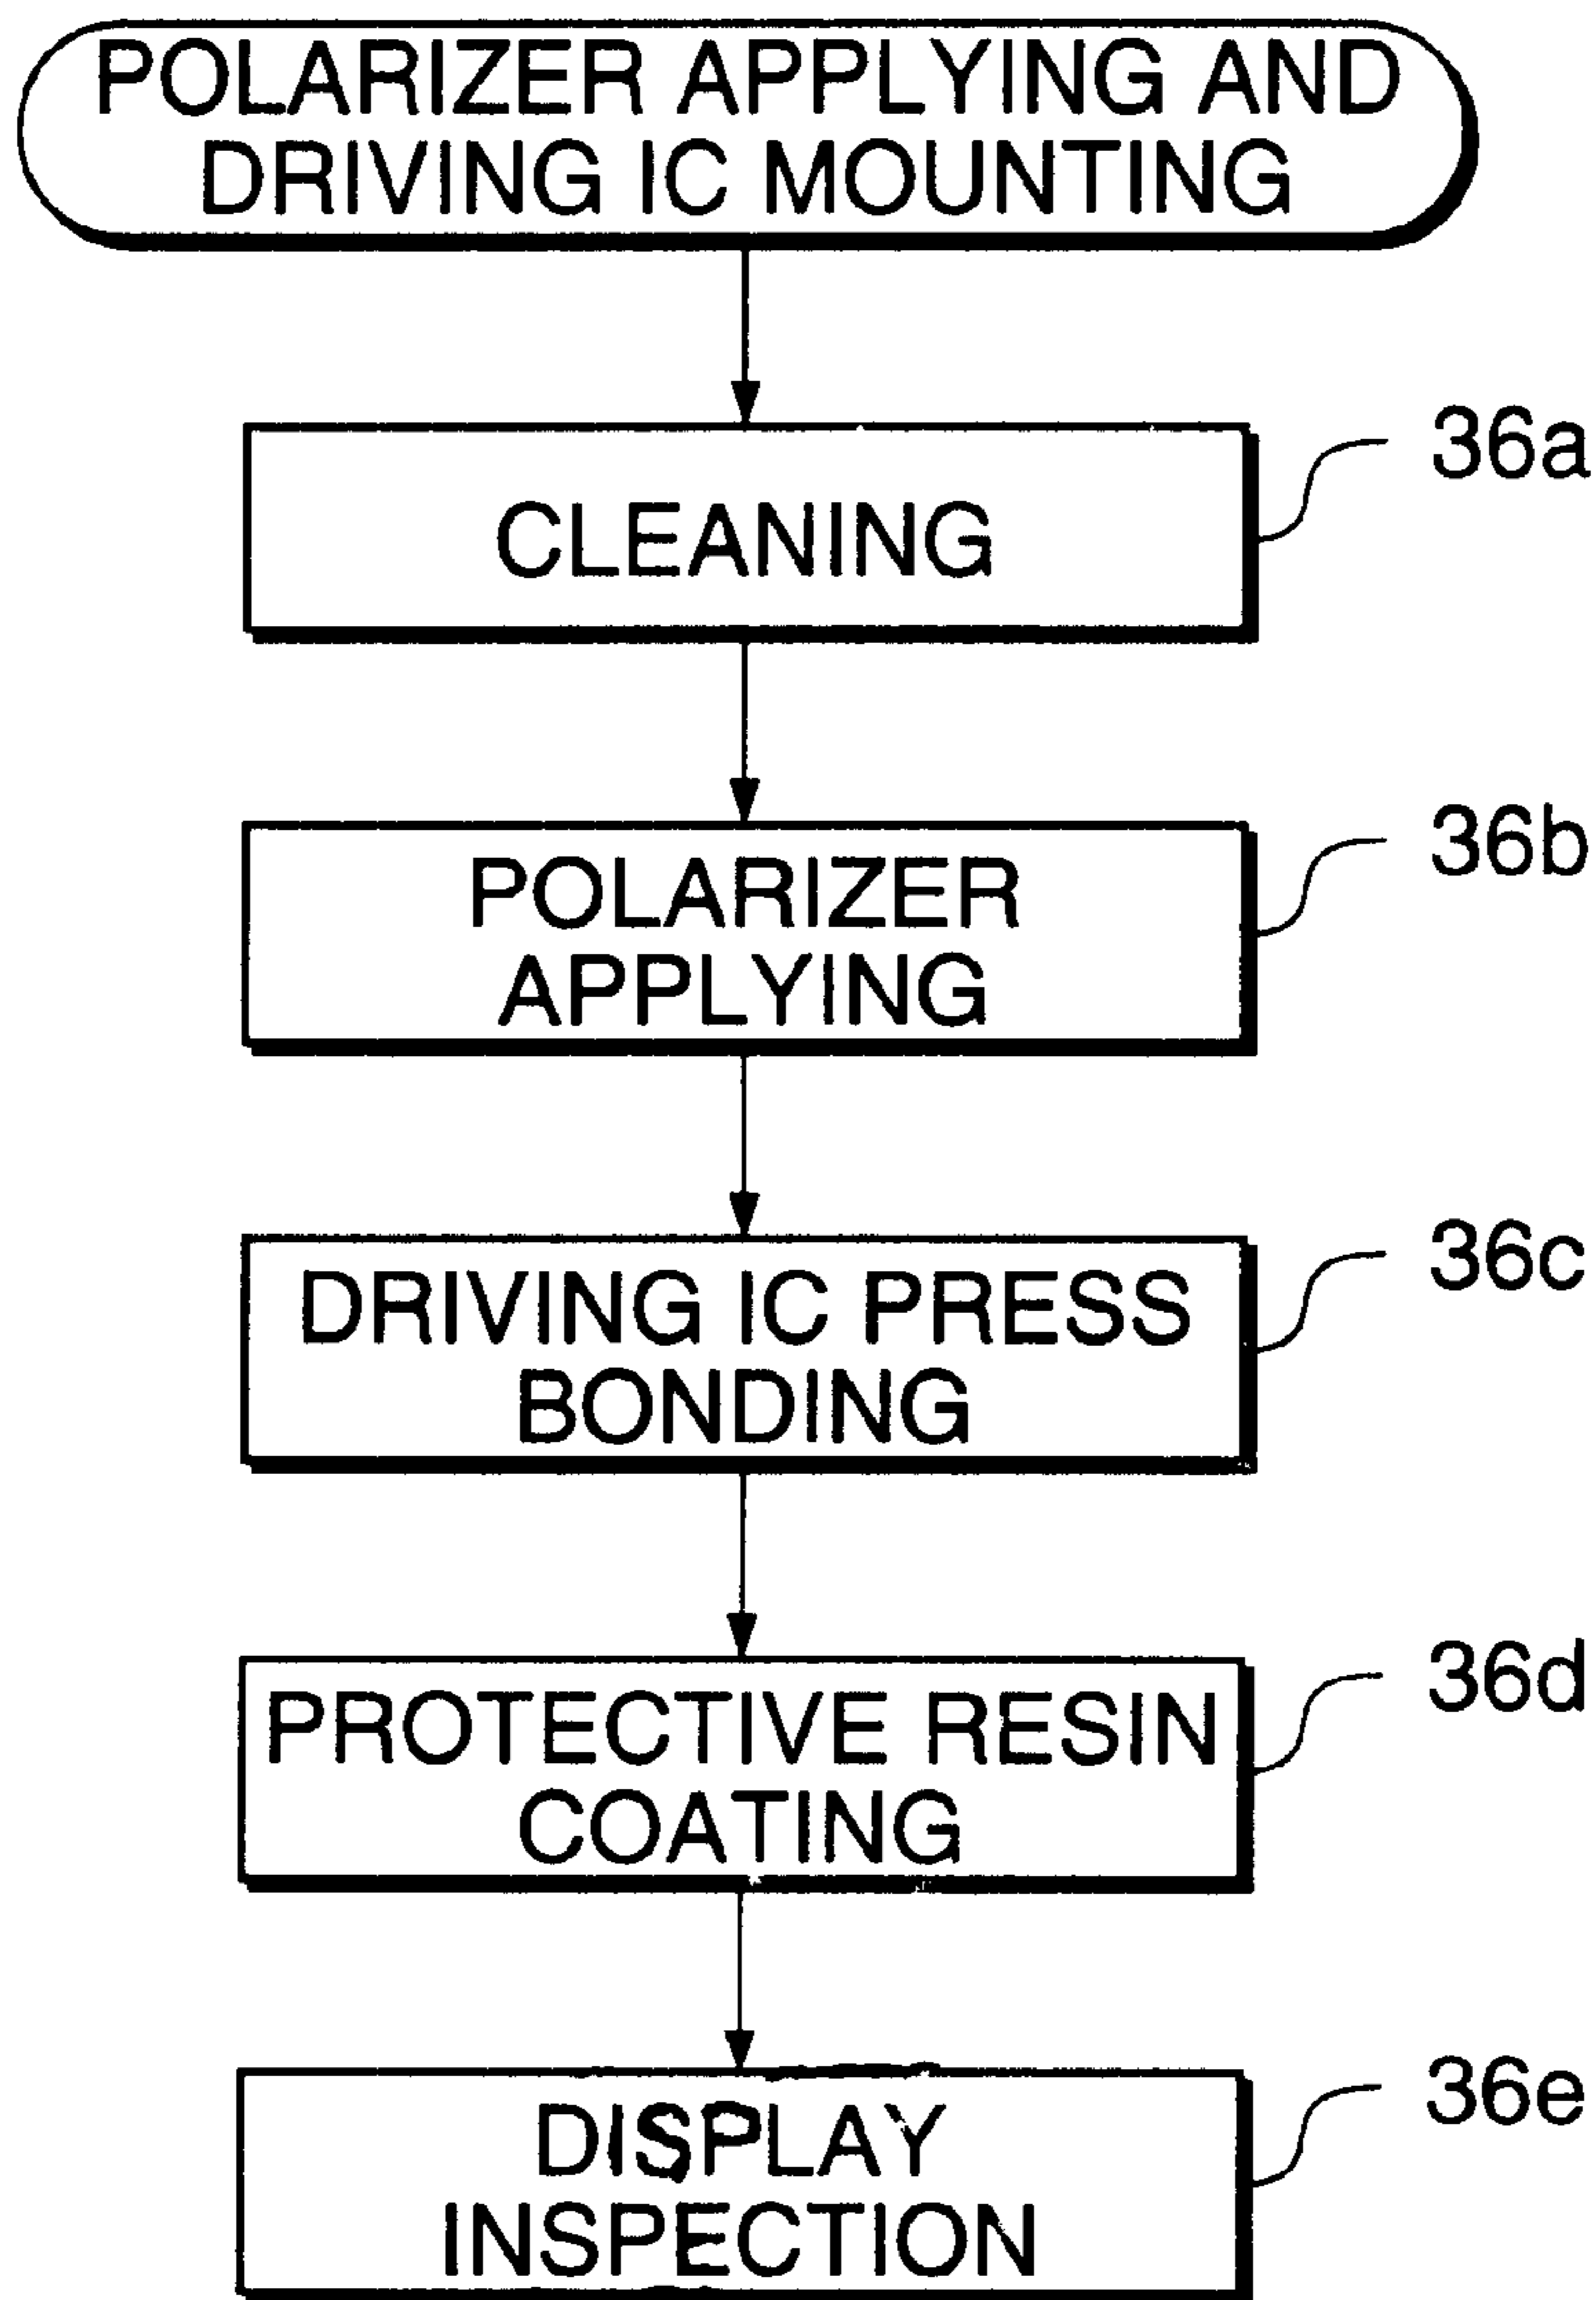 POLARIZER APPLYING AND
DRIVING IC MOUNTING
CLEANING
36a
POLARIZER
APPLYING
36b
DRIVING IC PRESS
BONDING
36c
PROTECTIVE RESIN
COATING
36d
DISPLAY
INSPECTION
36e